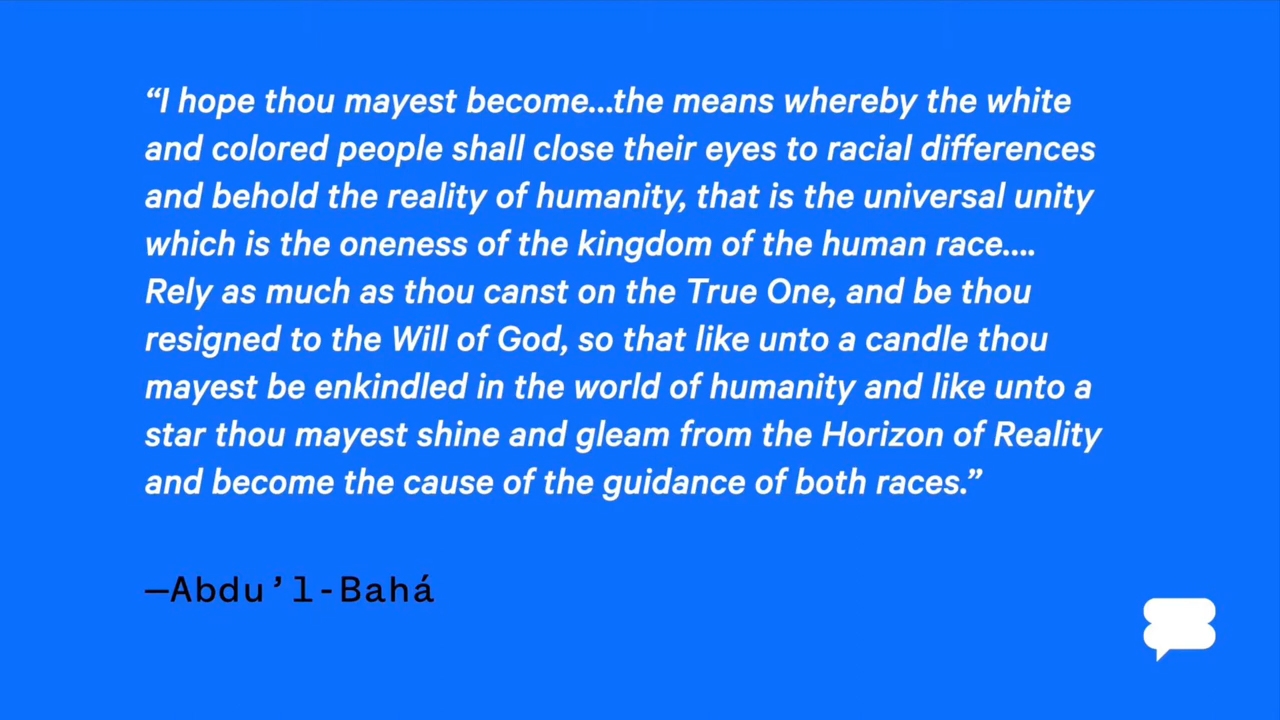 “I hope thou mayest become...the means whereby the white
and colored people shall close their eyes to racial differences
and behold the reality of humanity, that is the universal unity
which is the oneness of the kingdom of the human race....
Rely as much as thou canst on the True One, and be thou
resigned to the Will of God, so that like unto a candle thou
mayest be enkindled in the world of humanity and like unto a
star thou mayest shine and gleam from the Horizon of Reality
and become the cause of the guidance of both races.”
—Abdu’l-Bahá